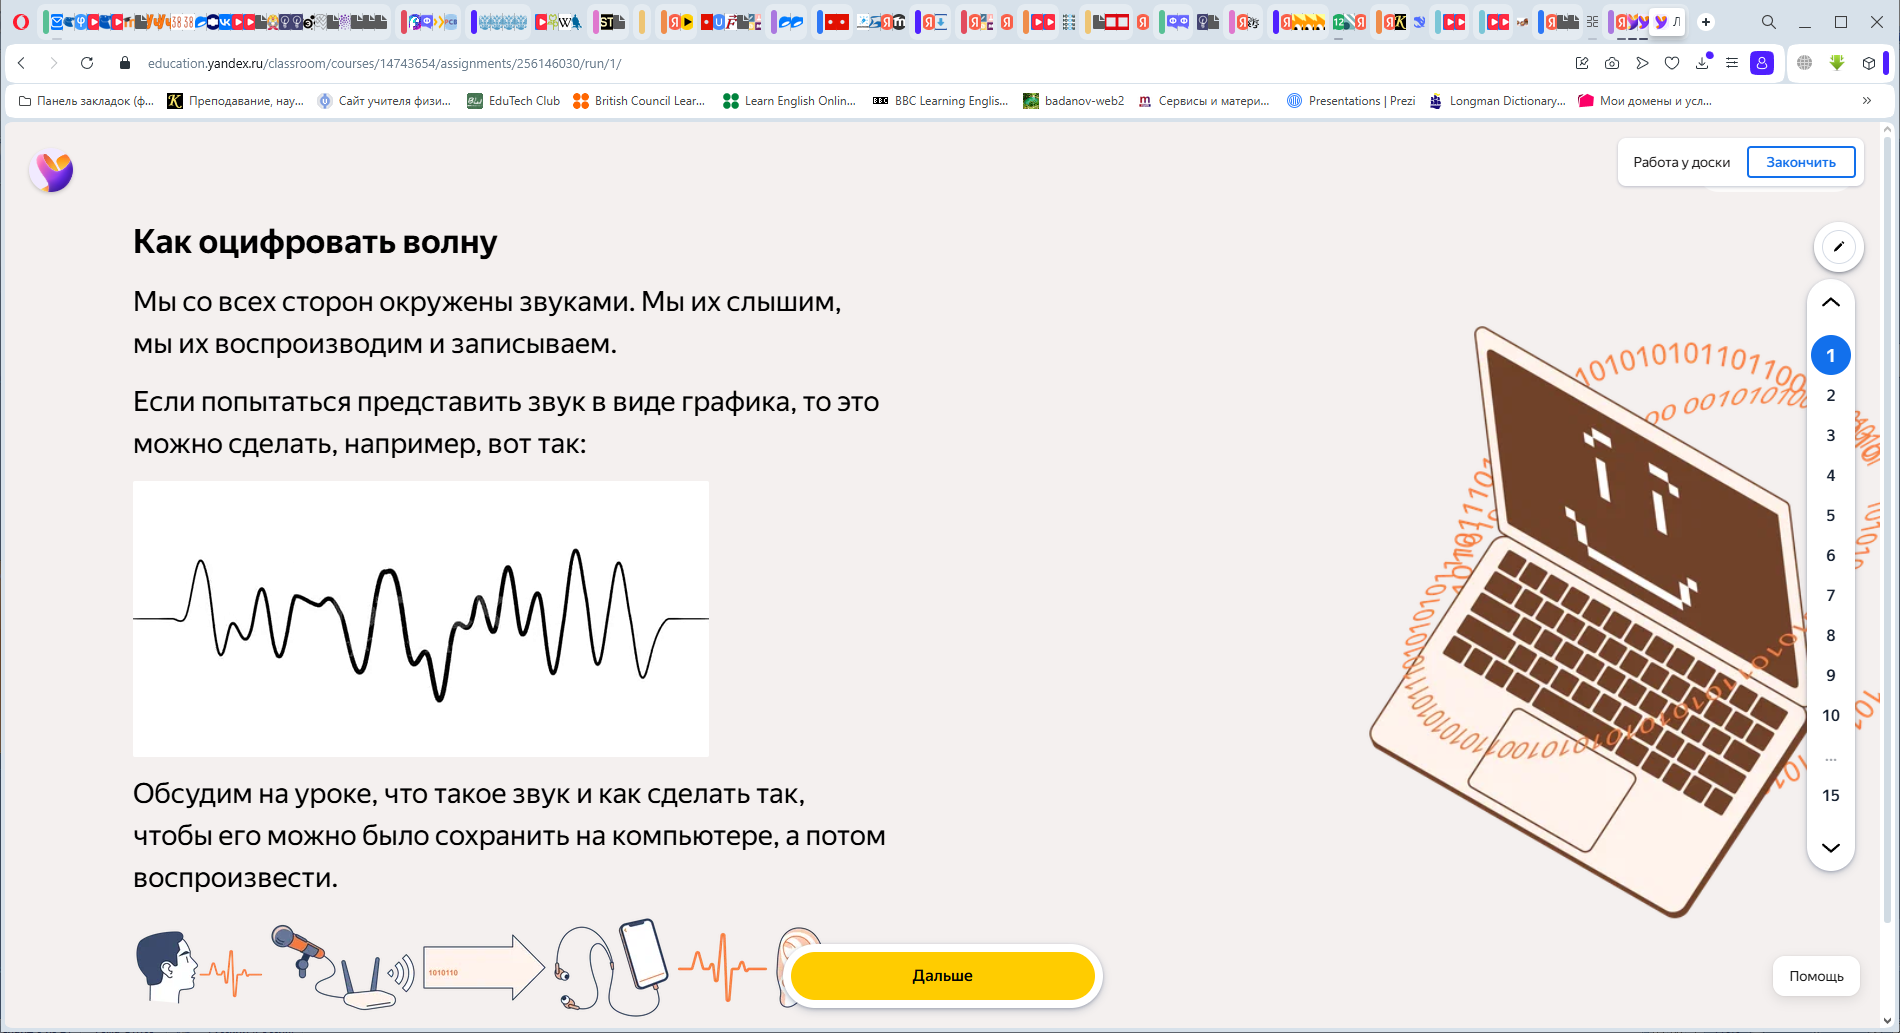 education.yandex.ru/classroom/courses/14743654/assignments/256146030/run/1/
Панель закладок (ф...
Преподавание, нау...
Сайт учителя физи...
EduTech Club
British Council Lear...
Learn English Onlin...
BBC Learning Englis...
badanov-web2
Сервисы и матери...
Presentations | Prezi
Longman Dictionary...
Мои домены и усл...
Работа у доски
Закончить
Как оцифровать волну
Мы со всех сторон окружены звуками. Мы их слышим,
мы их воспроизводим и записываем.
Если попытаться представить звук в виде графика, то это
можно сделать, например, вот так:
Обсудим на уроке, что такое звук и как сделать так,
чтобы его можно было сохранить на компьютере, а потом
воспроизвести.
1010110
Дальше
1
2
3
4
5
6
7
8
9
10
...
15
Помощь